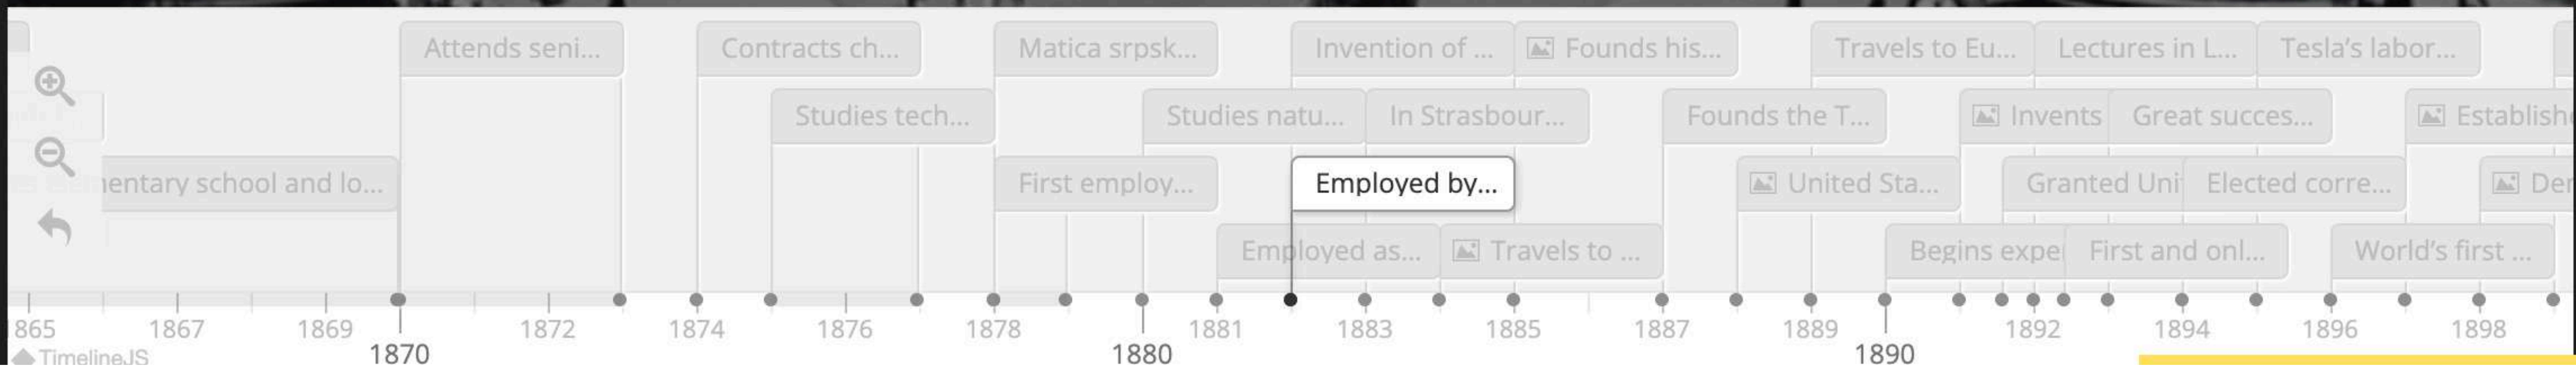 Attends seni... Contracts ch... Matica srpsk... Invention of ... Founds his... Travels to Eu... Lectures in L... Tesla's labor...
Studies tech... Studies natu... In Strasbour... Founds the T... Invents Great succes... Establish
mentary school and lo... First employ... Employed by... United Sta... Granted Uni Elected corre... Der
Employed as... Travels to ... Begins expe First and onl... World's first ...
865 1867 1869 1872 1874 1876 1878 1881 1883 1885 1887 1889 1892 1894 1896 1898
TimelineJS 1870 1880 1890